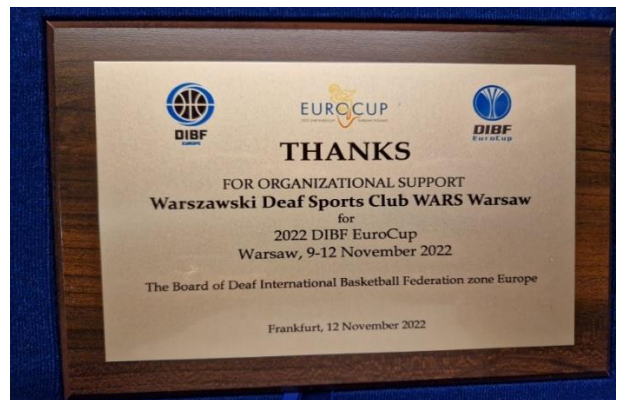 DIBF
EUROPE
EUROCUP
DIBF
EuroCup
THANKS
FOR ORGANIZATIONAL SUPPORT
Warszawski Deaf Sports Club WARS Warsaw
for
2022 DIBF EuroCup
Warsaw, 9-12 November 2022
The Board of Deaf International Basketball Federation zone Europe
Frankfurt, 12 November 2022